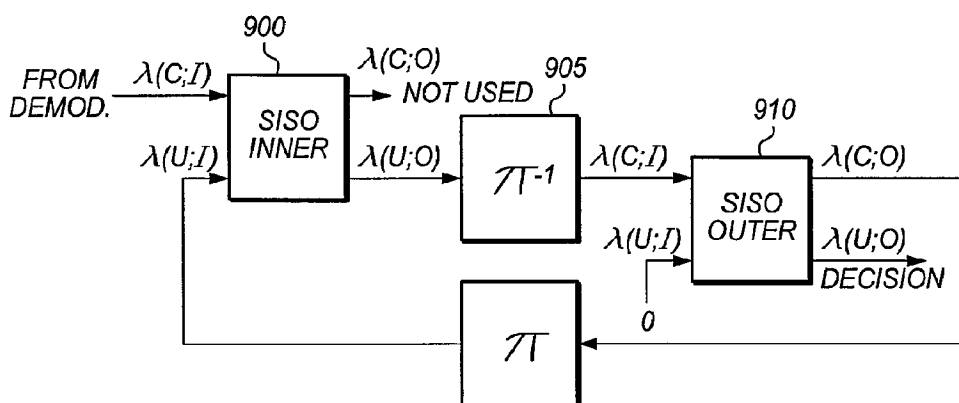 900
FROM
DEMOD.
λ(C;I)
λ(C;O)
NOT USED
SISO
INNER
λ(U;I)
λ(U;O)
905
π-1
λ(C;I)
910
SISO
OUTER
λ(C;O)
λ(U;I)
0
λ(U;O)
DECISION
π